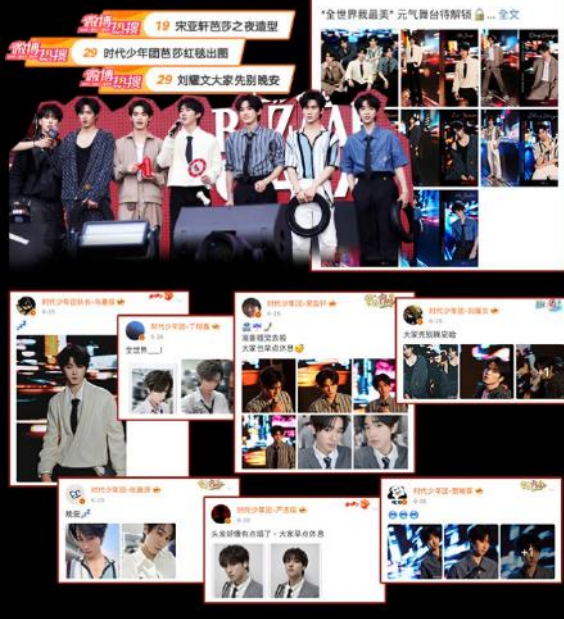 微博热搜 19 宋亚轩芭莎之夜造型
微博热搜 29 时代少年团芭莎红毯出图
微博热搜 29 刘耀文大家先别晚安
"全世界我最美" 元气舞台待解锁🔒... 全文
BAZAA
时代少年团队长-马嘉祺
💤
时代少年团-丁程鑫
全世界___!
时代少年团-宋亚轩
准备睡觉去啦
大家也早点休息
时代少年团-刘耀文
大家先别晚安哈
+1
时代少年团-张真源
晚安💤
时代少年团-严浩翔
头发好像有点塌了，大家早点休息
时代少年团-贺峻霖
+1